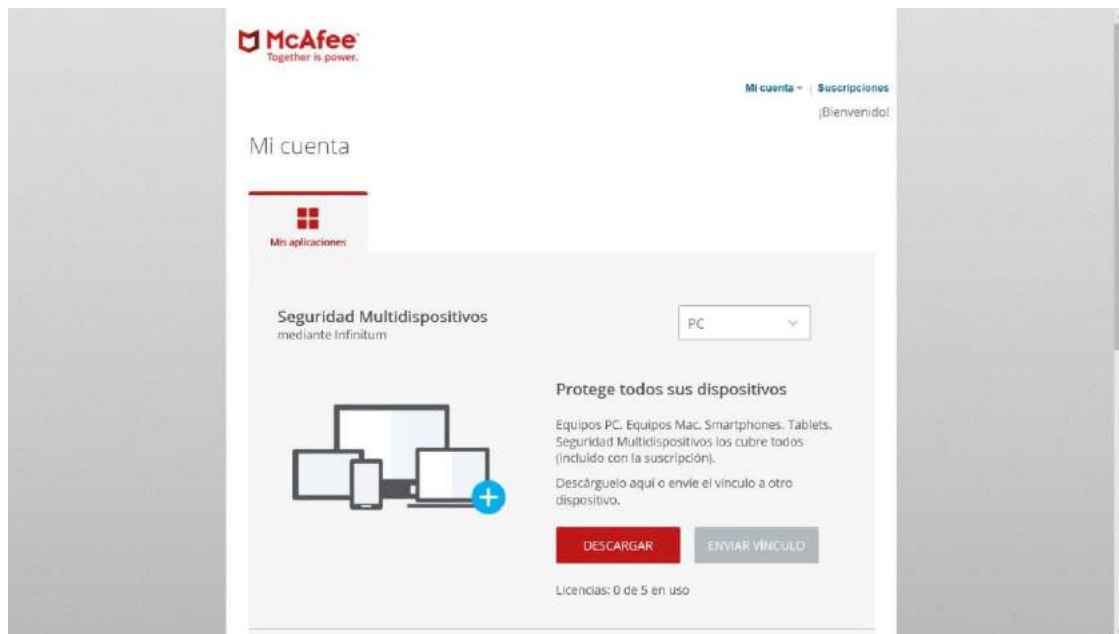 McAfee
Together is power.
Mi cuenta
Suscripciones
¡Bienvenido!
Mi cuenta
Mis aplicaciones
Seguridad Multidispositivos
mediante Infinitum
PC
Protege todos sus dispositivos
Equipos PC. Equipos Mac. Smartphones. Tablets.
Seguridad Multidispositivos los cubre todos
(incluido con la suscripción).
Descárguelo aquí o envíe el vínculo a otro
dispositivo.
DESCARGAR
ENVIAR VÍNCULO
Licencias: 0 de 5 en uso